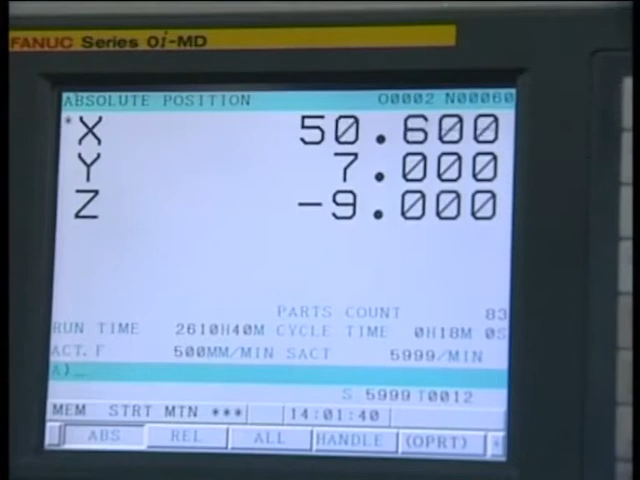 FANUC Series 0i-MD
ABSOLUTE POSITION O0002 N00060
*X 50.600
Y 7.000
Z -9.000
PARTS COUNT 83
RUN TIME 2610H40M CYCLE TIME 0H18M 0S
ACT.F 500MM/MIN SACT 5999/MIN
A)_
S 5999 T0012
MEM STRT MTN *** 14:01:40
ABS REL ALL HANDLE (OPRT)